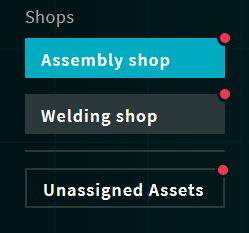 Shops
Assembly shop
Welding shop
Unassigned Assets